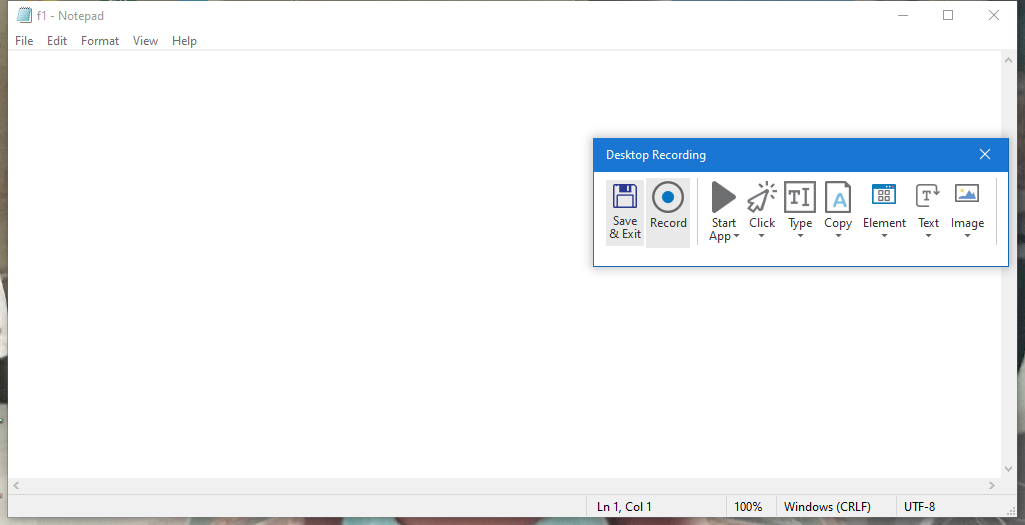 f1 - Notepad
File Edit Format View Help
Desktop Recording
Save & Exit
Record
Start App
Click
Type
Copy
Element
Text
Image
Ln 1, Col 1 100% Windows (CRLF) UTF-8